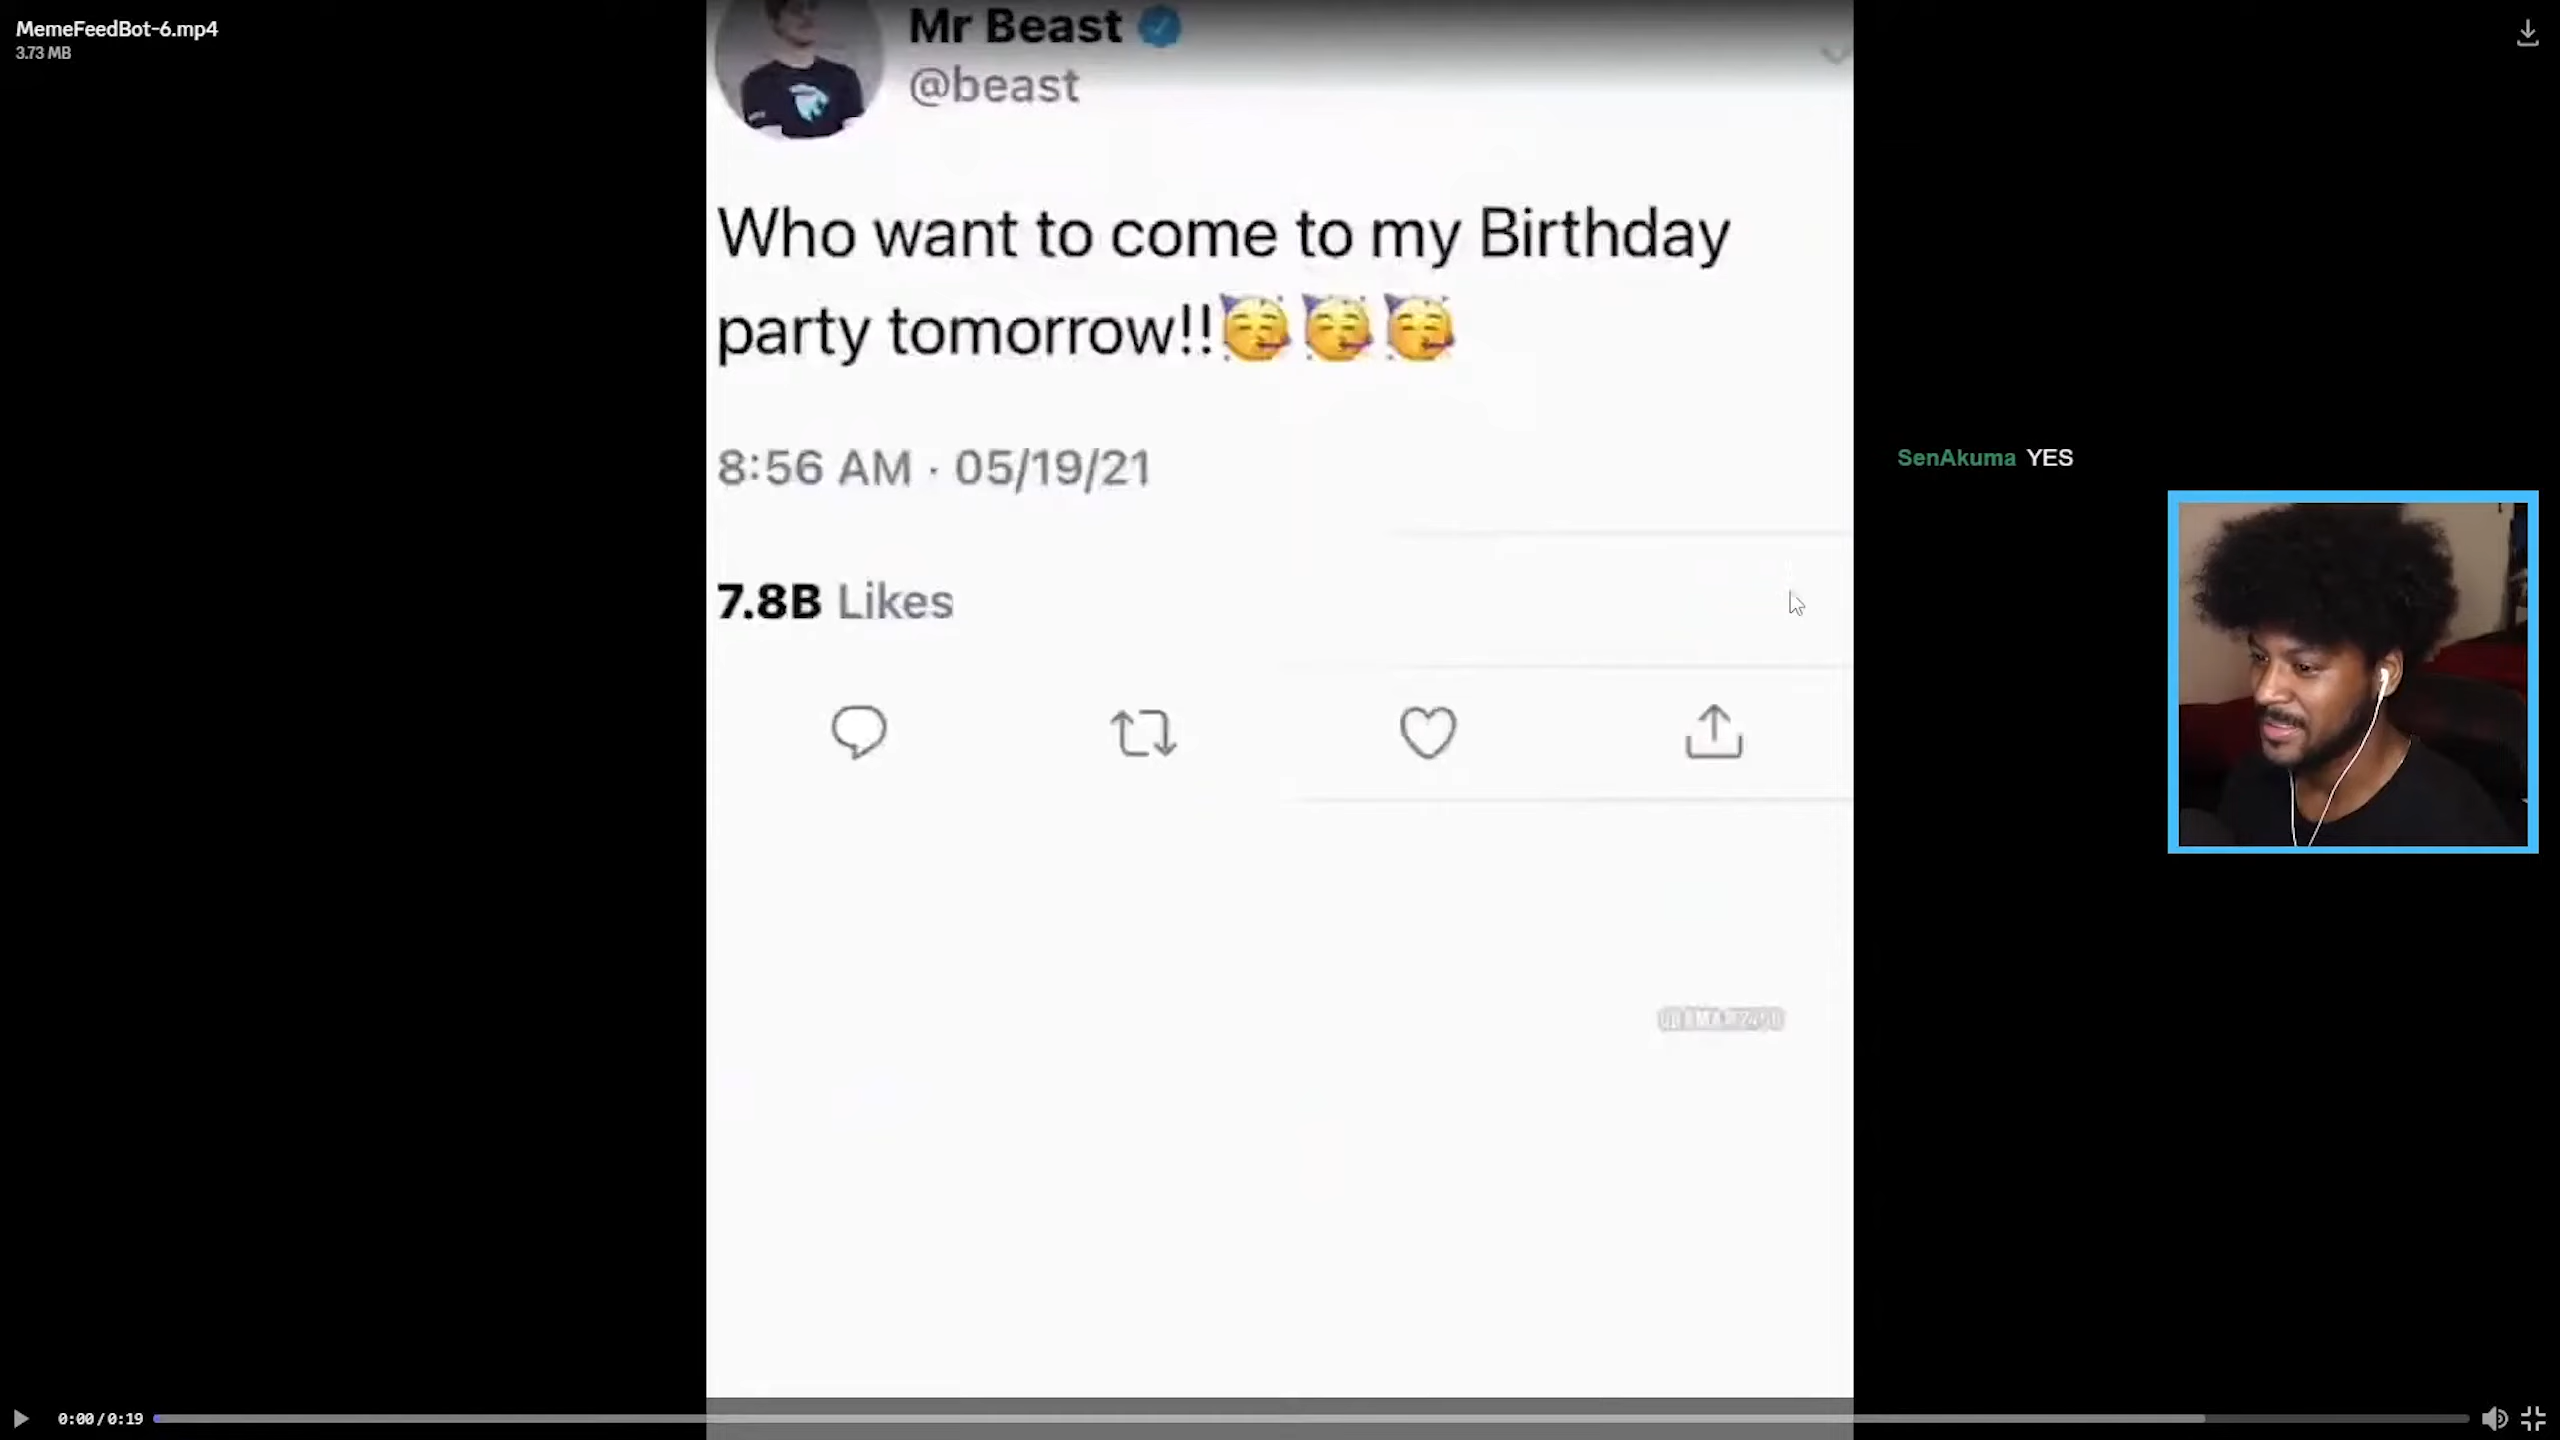 MemeFeedBot-6.mp4
3.73 MB
Mr Beast
@beast
Who want to come to my Birthday
party tomorrow!!🥳🥳🥳
8:56 AM · 05/19/21
7.8B Likes
SenAkuma YES
0:00/0:19